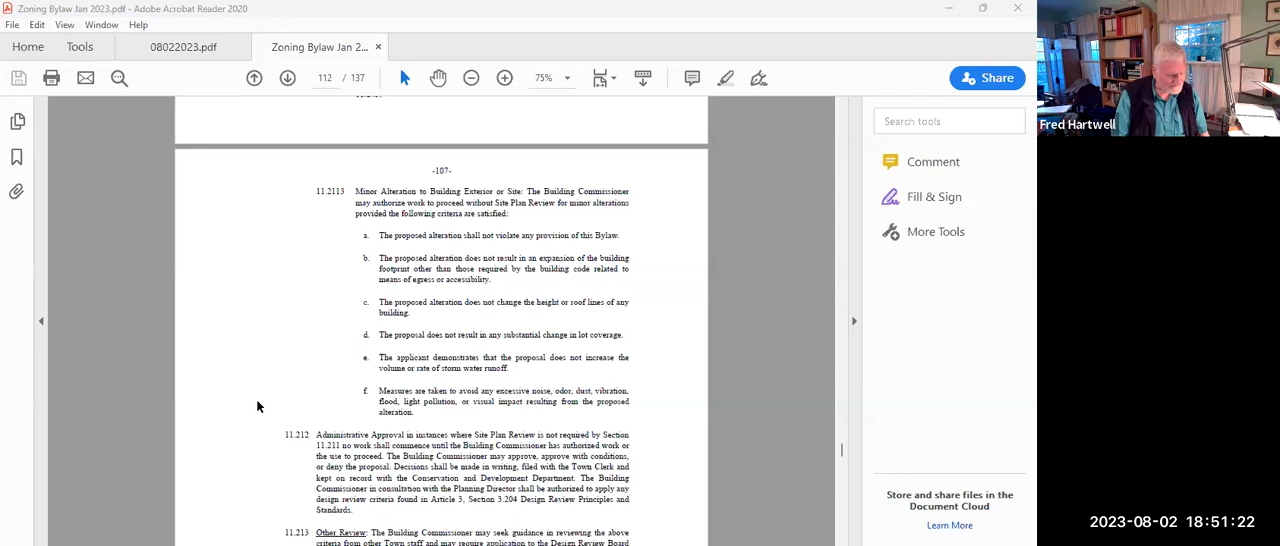 Zoning Bylaw Jan 2023.pdf - Adobe Acrobat Reader 2020
File Edit View Window Help
Home Tools 08022023.pdf Zoning Bylaw Jan 2... ×
112 / 137 75% Share
-107-
11.2113 Minor Alteration to Building Exterior or Site: The Building Commissioner
may authorize work to proceed without Site Plan Review for minor alterations
provided the following criteria are satisfied:
a. The proposed alteration shall not violate any provision of this Bylaw.
b. The proposed alteration does not result in an expansion of the building
footprint other than those required by the building code related to
means of egress or accessibility.
c. The proposed alteration does not change the height or roof lines of any
building.
d. The proposal does not result in any substantial change in lot coverage.
e. The applicant demonstrates that the proposal does not increase the
volume or rate of storm water runoff.
f. Measures are taken to avoid any excessive noise, odor, dust, vibration,
flood, light pollution, or visual impact resulting from the proposed
alteration.
11.212 Administrative Approval in instances where Site Plan Review is not required by Section
11.211 no work shall commence until the Building Commissioner has authorized work or
the use to proceed. The Building Commissioner may approve, approve with conditions,
or deny the proposal. Decisions shall be made in writing, filed with the Town Clerk and
kept on record with the Conservation and Development Department. The Building
Commissioner in consultation with the Planning Director shall be authorized to apply any
design review criteria found in Article 3, Section 3.204 Design Review Principles and
Standards.
11.213 Other Review: The Building Commissioner may seek guidance in reviewing the above
criteria from other Town staff and may require application to the Design Review Board
Search tools
Comment
Fill & Sign
More Tools
Store and share files in the
Document Cloud
Learn More
Fred Hartwell
2023-08-02 18:51:22